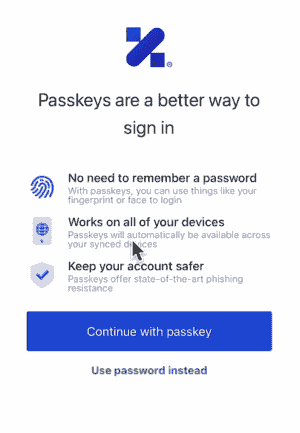 Passkeys are a better way to
sign in
No need to remember a password
With passkeys, you can use things like your
fingerprint or face to login.
Works on all of your devices
Passkeys will automatically be available across
your synced devices
Keep your account safer
Passkeys offer state-of-the-art phishing
resistance
Continue with passkey
Use password instead